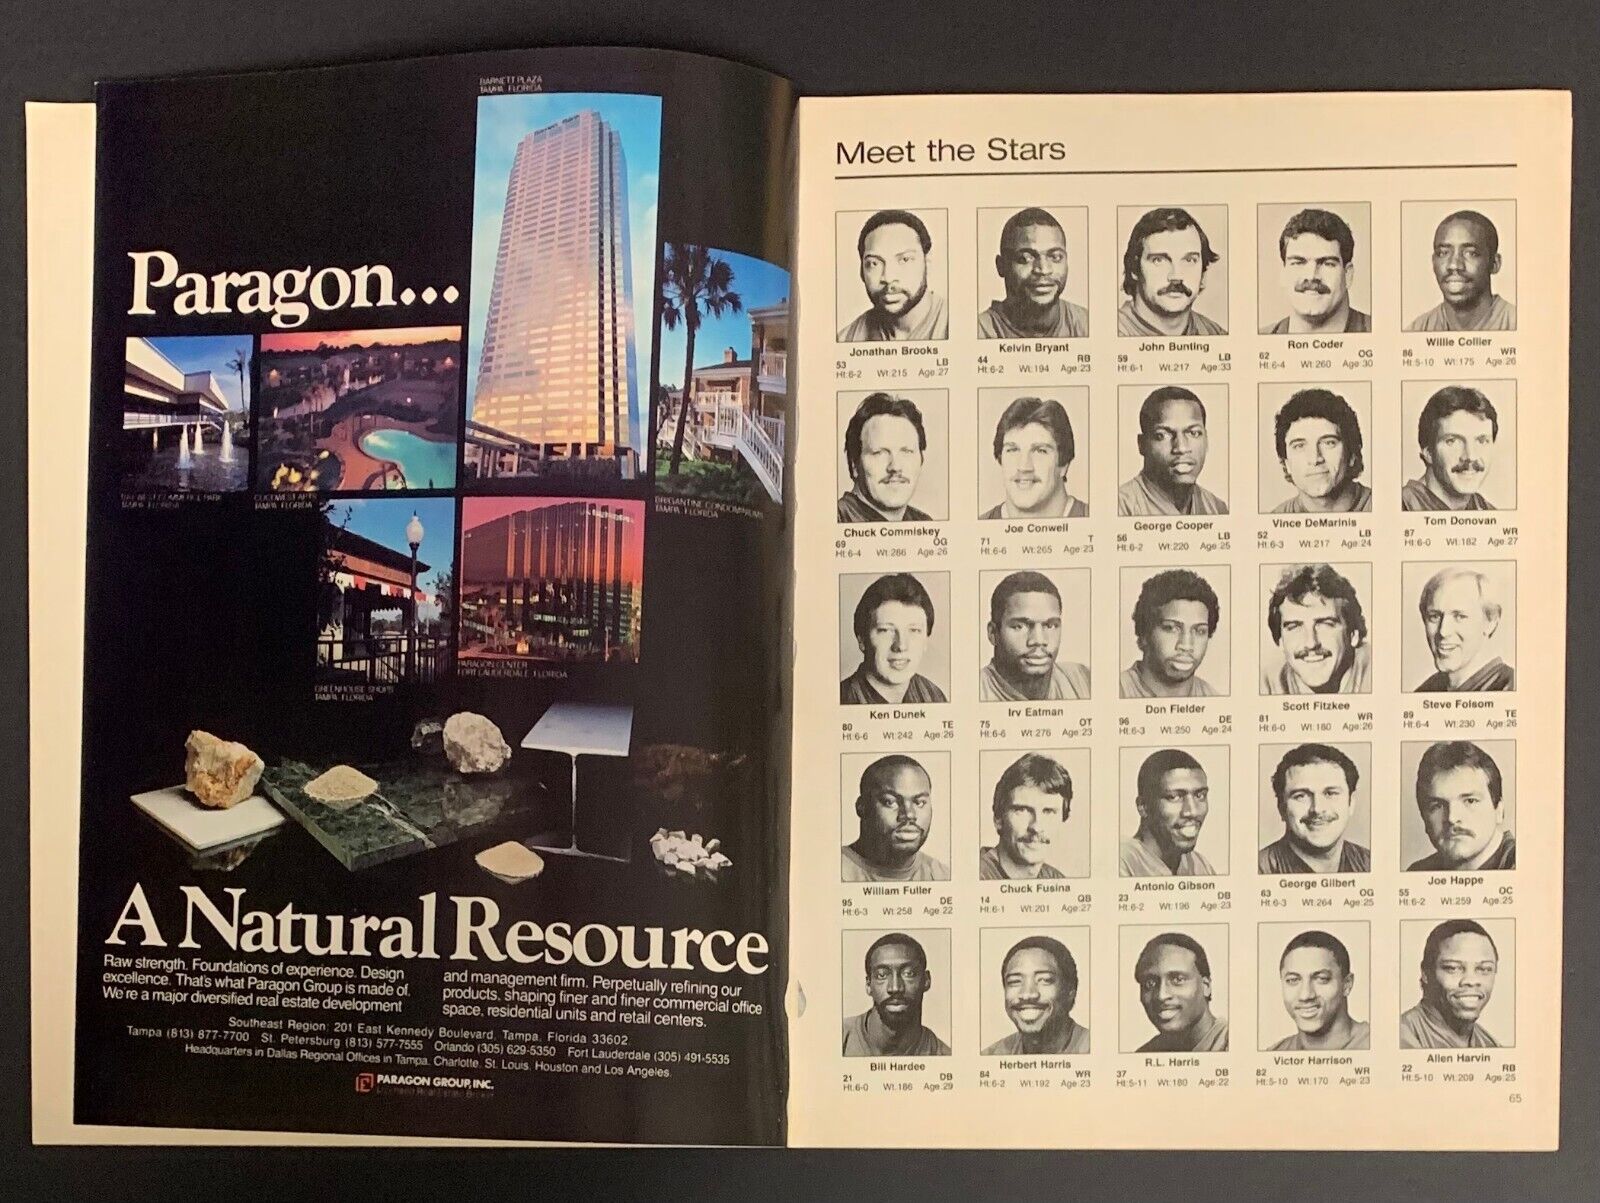 BARNETT PLAZA
TAMPA, FLORIDA
Paragon...
BAY WEST COMMERCE PARK
TAMPA, FLORIDA
TAMPA, FLORIDA
BRIGANTINE CONDOMINIUMS
TAMPA, FLORIDA
GREENHOUSE SHOPS
TAMPA, FLORIDA
PARAGON CENTER
FORT LAUDERDALE, FLORIDA
A Natural Resource
Raw strength. Foundations of experience. Design
excellence. That's what Paragon Group is made of.
We're a major diversified real estate development
and management firm. Perpetually refining our
products, shaping finer and finer commercial office
space, residential units and retail centers.
Southeast Region: 201 East Kennedy Boulevard, Tampa, Florida 33602
Tampa (813) 877-7700 St. Petersburg (813) 577-7555 Orlando (305) 629-5350 Fort Lauderdale (305) 491-5535
Headquarters in Dallas Regional Offices in Tampa, Charlotte, St. Louis, Houston and Los Angeles.
PARAGON GROUP, INC.
Licensed Real Estate Broker
Meet the Stars
Jonathan Brooks
53 LB
Ht:6-2 Wt:215 Age:27
Kelvin Bryant
44 RB
Ht:6-2 Wt:194 Age:23
John Bunting
59 LB
Ht:6-1 Wt:217 Age:33
Ron Coder
62 OG
Ht:6-4 Wt:260 Age:30
Willie Collier
86 WR
Ht:5-10 Wt:175 Age:26
Chuck Commiskey
69 OG
Ht:6-4 Wt:266 Age:26
Joe Conwell
71 T
Ht:6-6 Wt:265 Age:23
George Cooper
56 LB
Ht:6-2 Wt:220 Age:25
Vince DeMarinis
52 LB
Ht:6-3 Wt:217 Age:24
Tom Donovan
87 WR
Ht:6-0 Wt:182 Age:27
Ken Dunek
80 TE
Ht:6-6 Wt:242 Age:26
Irv Eatman
75 OT
Ht:6-6 Wt:276 Age:23
Don Fielder
96 DE
Ht:6-3 Wt:250 Age:24
Scott Fitzkee
81 WR
Ht:6-0 Wt:180 Age:26
Steve Folsom
89 TE
Ht:6-4 Wt:230 Age:26
William Fuller
95 DE
Ht:6-3 Wt:258 Age:22
Chuck Fusina
14 QB
Ht:6-1 Wt:201 Age:27
Antonio Gibson
23 DB
Ht:6-2 Wt:196 Age:23
George Gilbert
63 OG
Ht:6-3 Wt:264 Age:25
Joe Happe
55 OC
Ht:6-2 Wt:259 Age:25
Bill Hardee
21 DB
Ht:6-0 Wt:186 Age:29
Herbert Harris
84 WR
Ht:6-2 Wt:192 Age:23
R.L. Harris
37 DB
Ht:5-11 Wt:180 Age:22
Victor Harrison
82 WR
Ht:5-10 Wt:170 Age:23
Allen Harvin
22 RB
Ht:5-10 Wt:209 Age:25
65